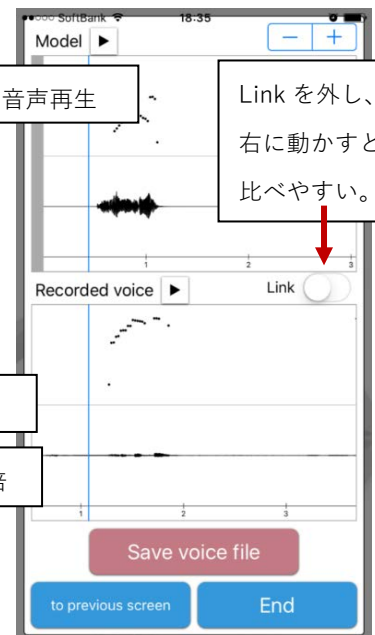 SoftBank 18:35
Model
− +
音声再生
Link を外し、
右に動かすと
比べやすい。
1 2 3
Recorded voice Link
倍
1 2 3
Save voice file
to previous screen End